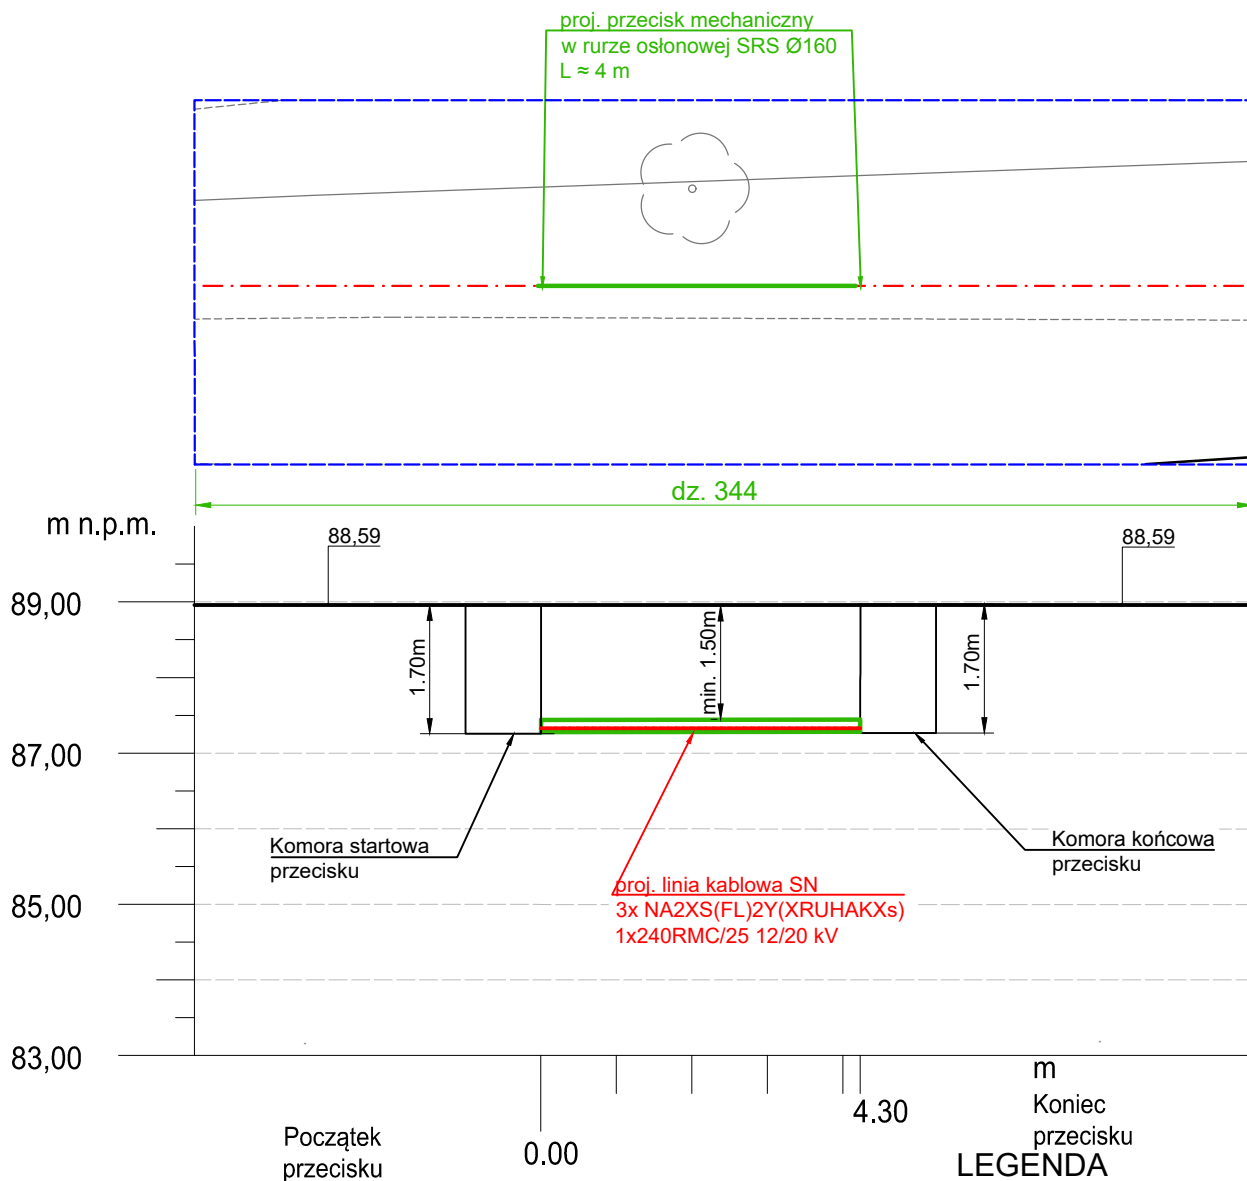 proj. przecisk mechaniczny
w rurze osłonowej SRS Ø160
L ≈ 4 m
dz. 344
m n.p.m.
88,59
88,59
89,00
1.70m
min. 1.50m
1.70m
87,00
Komora startowa
przecisku
Komora końcowa
przecisku
proj. linia kablowa SN
3x NA2XS(FL)2Y(XRUHAKXs)
1x240RMC/25 12/20 kV
85,00
83,00
m
4.30
Koniec
przecisku
Początek
przecisku
0.00
LEGENDA